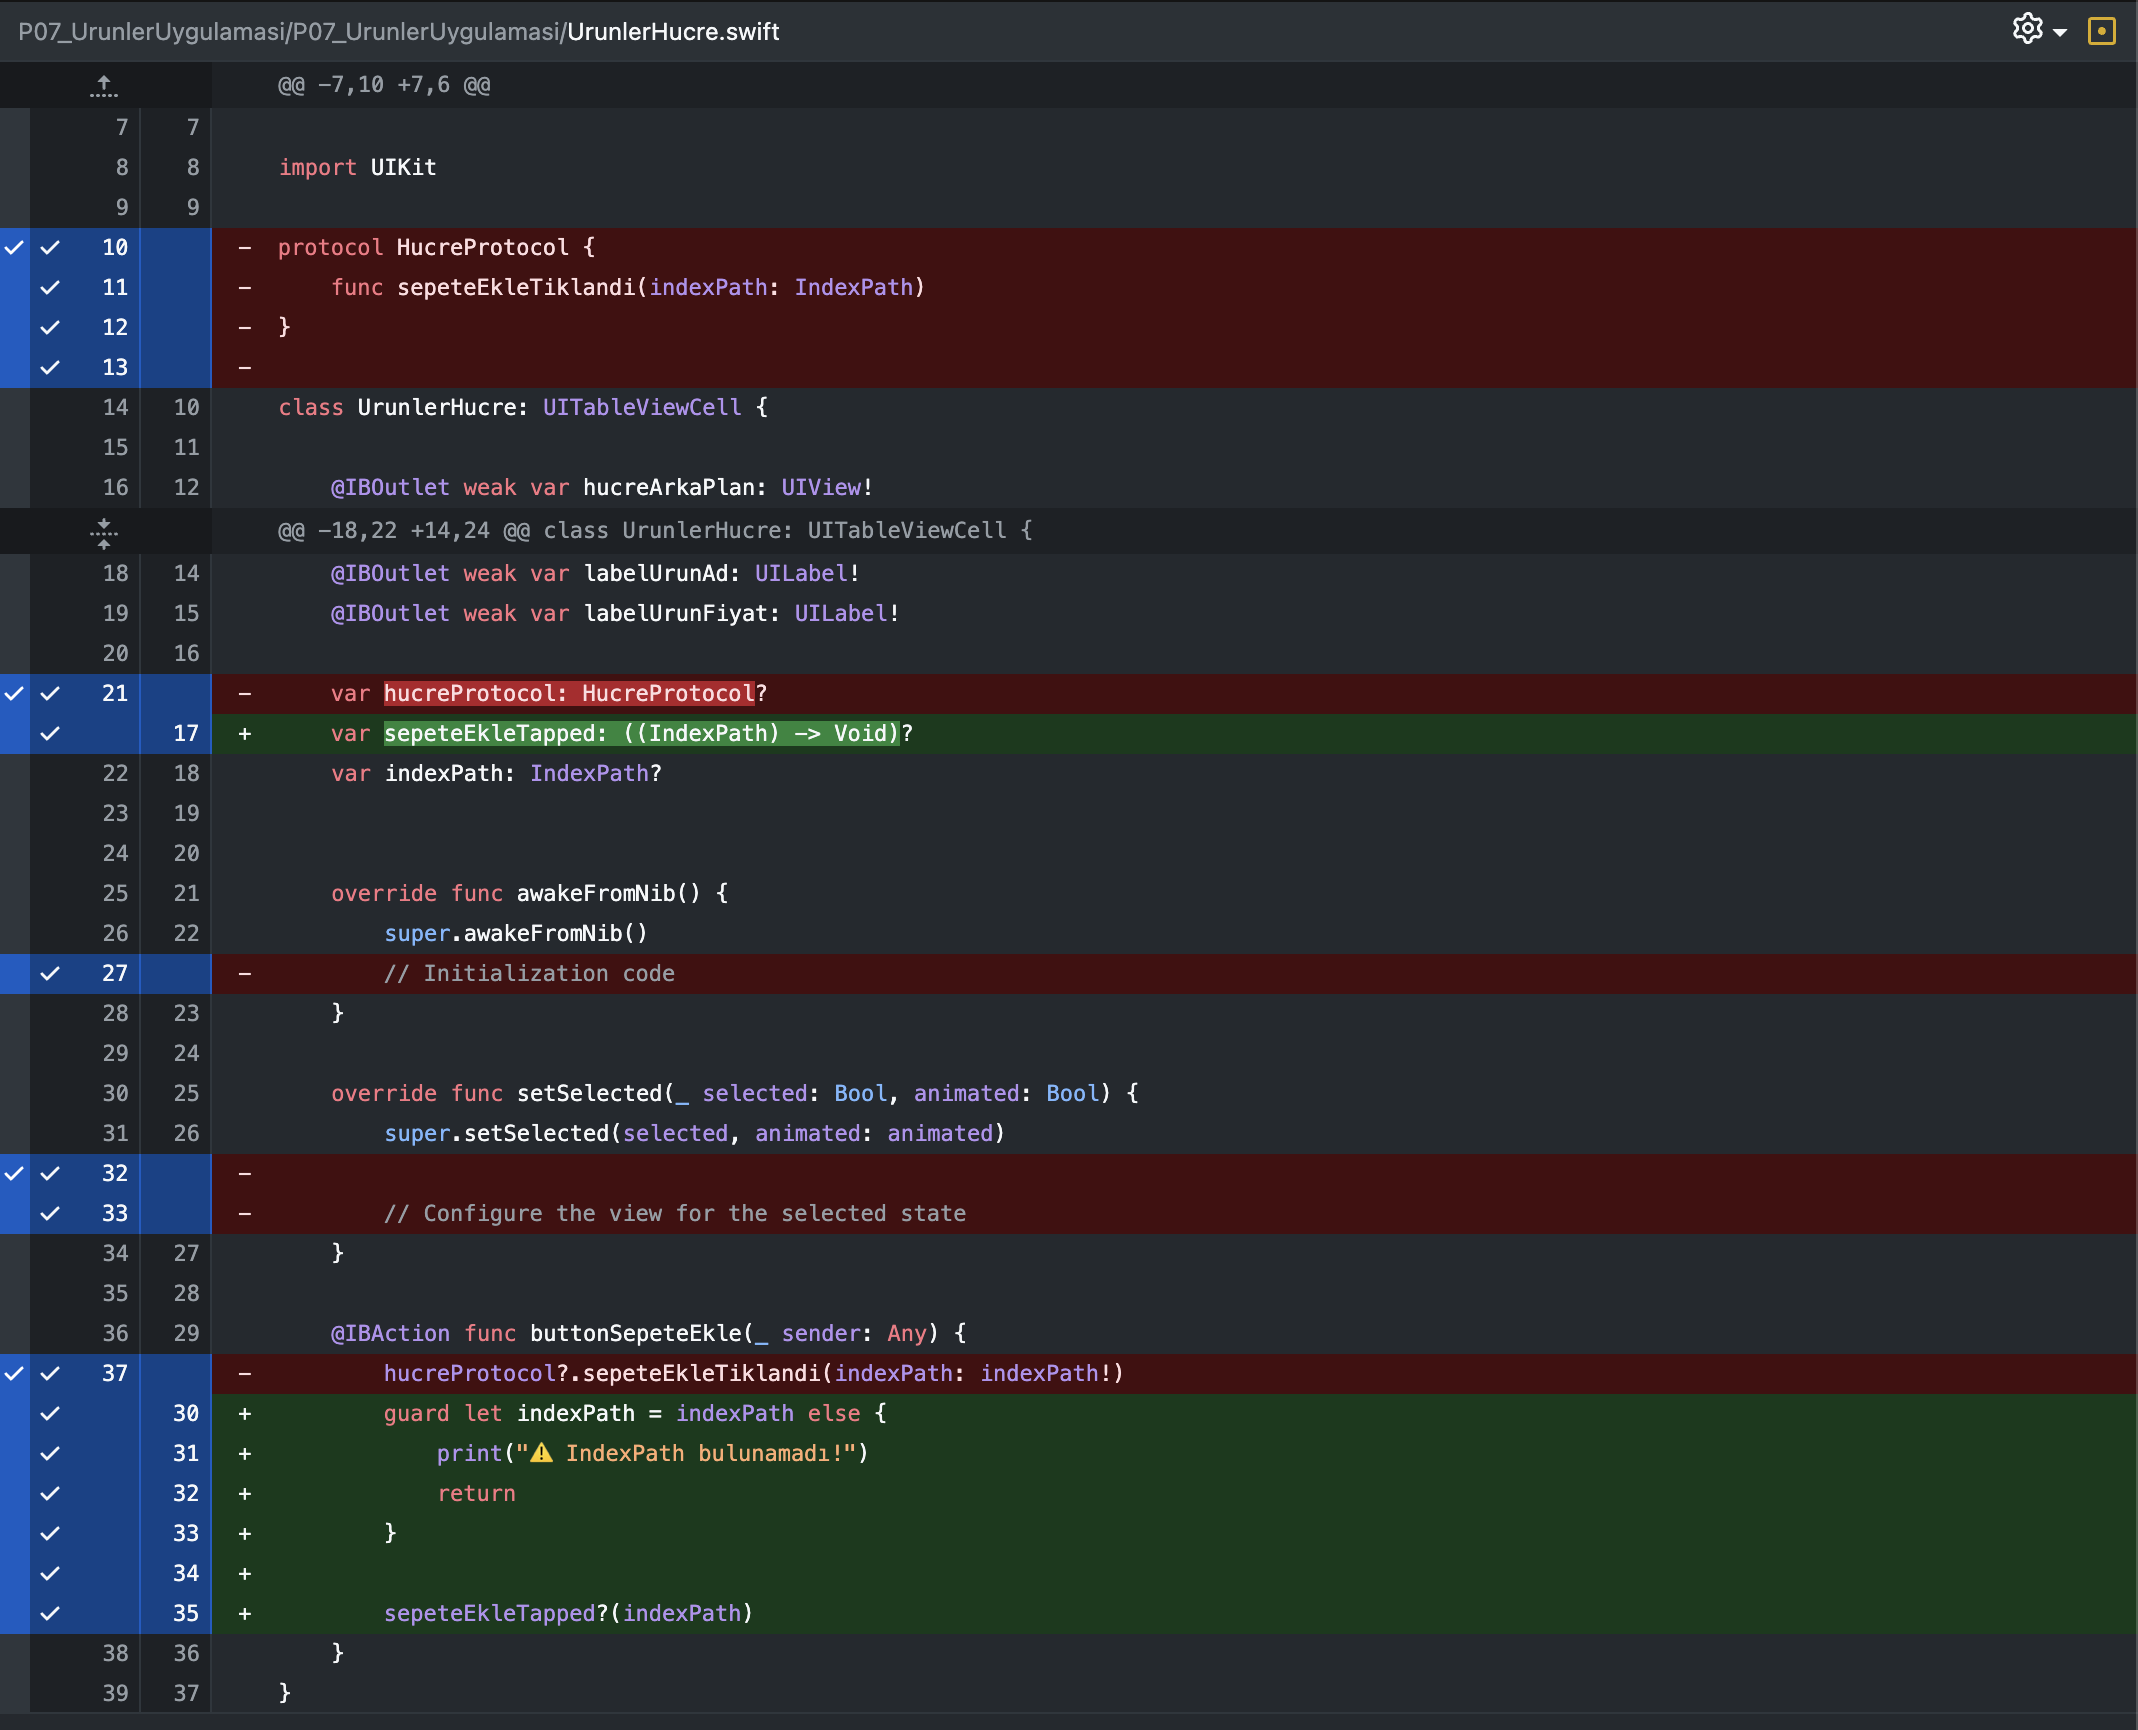 P07_UrunlerUygulamasi/P07_UrunlerUygulamasi/UrunlerHucre.swift
@@ -7,10 +7,6 @@
7 7
8 8 import UIKit
9 9
10 - protocol HucreProtocol {
11 - func sepeteEkleTiklandi(indexPath: IndexPath)
12 - }
13 -
14 10 class UrunlerHucre: UITableViewCell {
15 11
16 12 @IBOutlet weak var hucreArkaPlan: UIView!
@@ -18,22 +14,24 @@ class UrunlerHucre: UITableViewCell {
18 14 @IBOutlet weak var labelUrunAd: UILabel!
19 15 @IBOutlet weak var labelUrunFiyat: UILabel!
20 16
21 - var hucreProtocol: HucreProtocol?
17 + var sepeteEkleTapped: ((IndexPath) -> Void)?
22 18 var indexPath: IndexPath?
23 19
24 20
25 21 override func awakeFromNib() {
26 22 super.awakeFromNib()
27 - // Initialization code
28 23 }
29 24
30 25 override func setSelected(_ selected: Bool, animated: Bool) {
31 26 super.setSelected(selected, animated: animated)
32 -
33 - // Configure the view for the selected state
34 27 }
35 28
36 29 @IBAction func buttonSepeteEkle(_ sender: Any) {
37 - hucreProtocol?.sepeteEkleTiklandi(indexPath: indexPath!)
30 + guard let indexPath = indexPath else {
31 + print("⚠️ IndexPath bulunamadı!")
32 + return
33 + }
34 +
35 + sepeteEkleTapped?(indexPath)
38 36 }
39 37 }